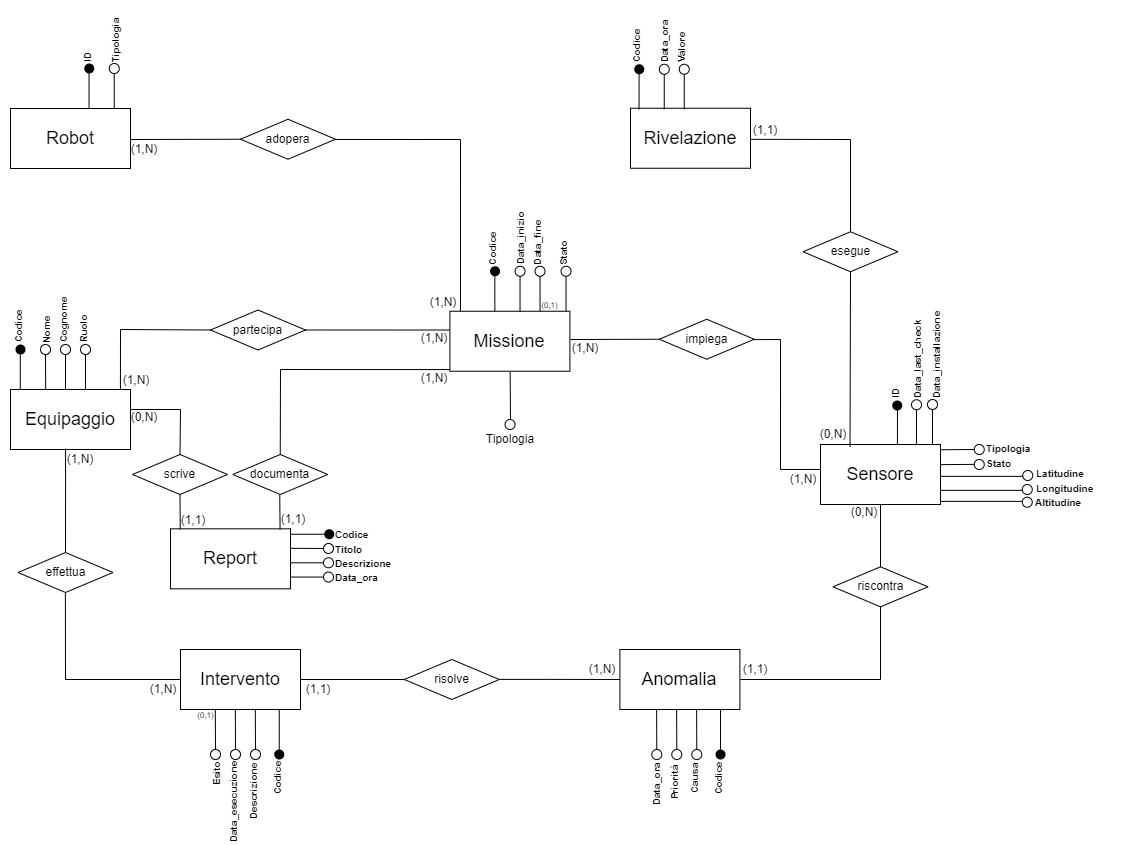 ID
Tipologia
Robot
(1,N)
adopera
Codice
Data_ora
Valore
Rivelazione
(1,1)
esegue
Codice
Data_inizio
Data_fine
Stato
(0,1)
(1,N)
Missione
(1,N)
(1,N)
(1,N)
Tipologia
partecipa
impiega
Codice
Nome
Cognome
Ruolo
(1,N)
Equipaggio
(0,N)
(1,N)
scrive
documenta
(1,1)
(1,1)
Report
Codice
Titolo
Descrizione
Data_ora
ID
Data_last_check
Data_installazione
(0,N)
Sensore
(1,N)
(0,N)
Tipologia
Stato
Latitudine
Longitudine
Altitudine
effettua
riscontra
Intervento
(1,N)
(1,1)
(0,1)
risolve
(1,N)
Anomalia
(1,1)
Esito
Data_esecuzione
Descrizione
Codice
Data_ora
Priorità
Causa
Codice